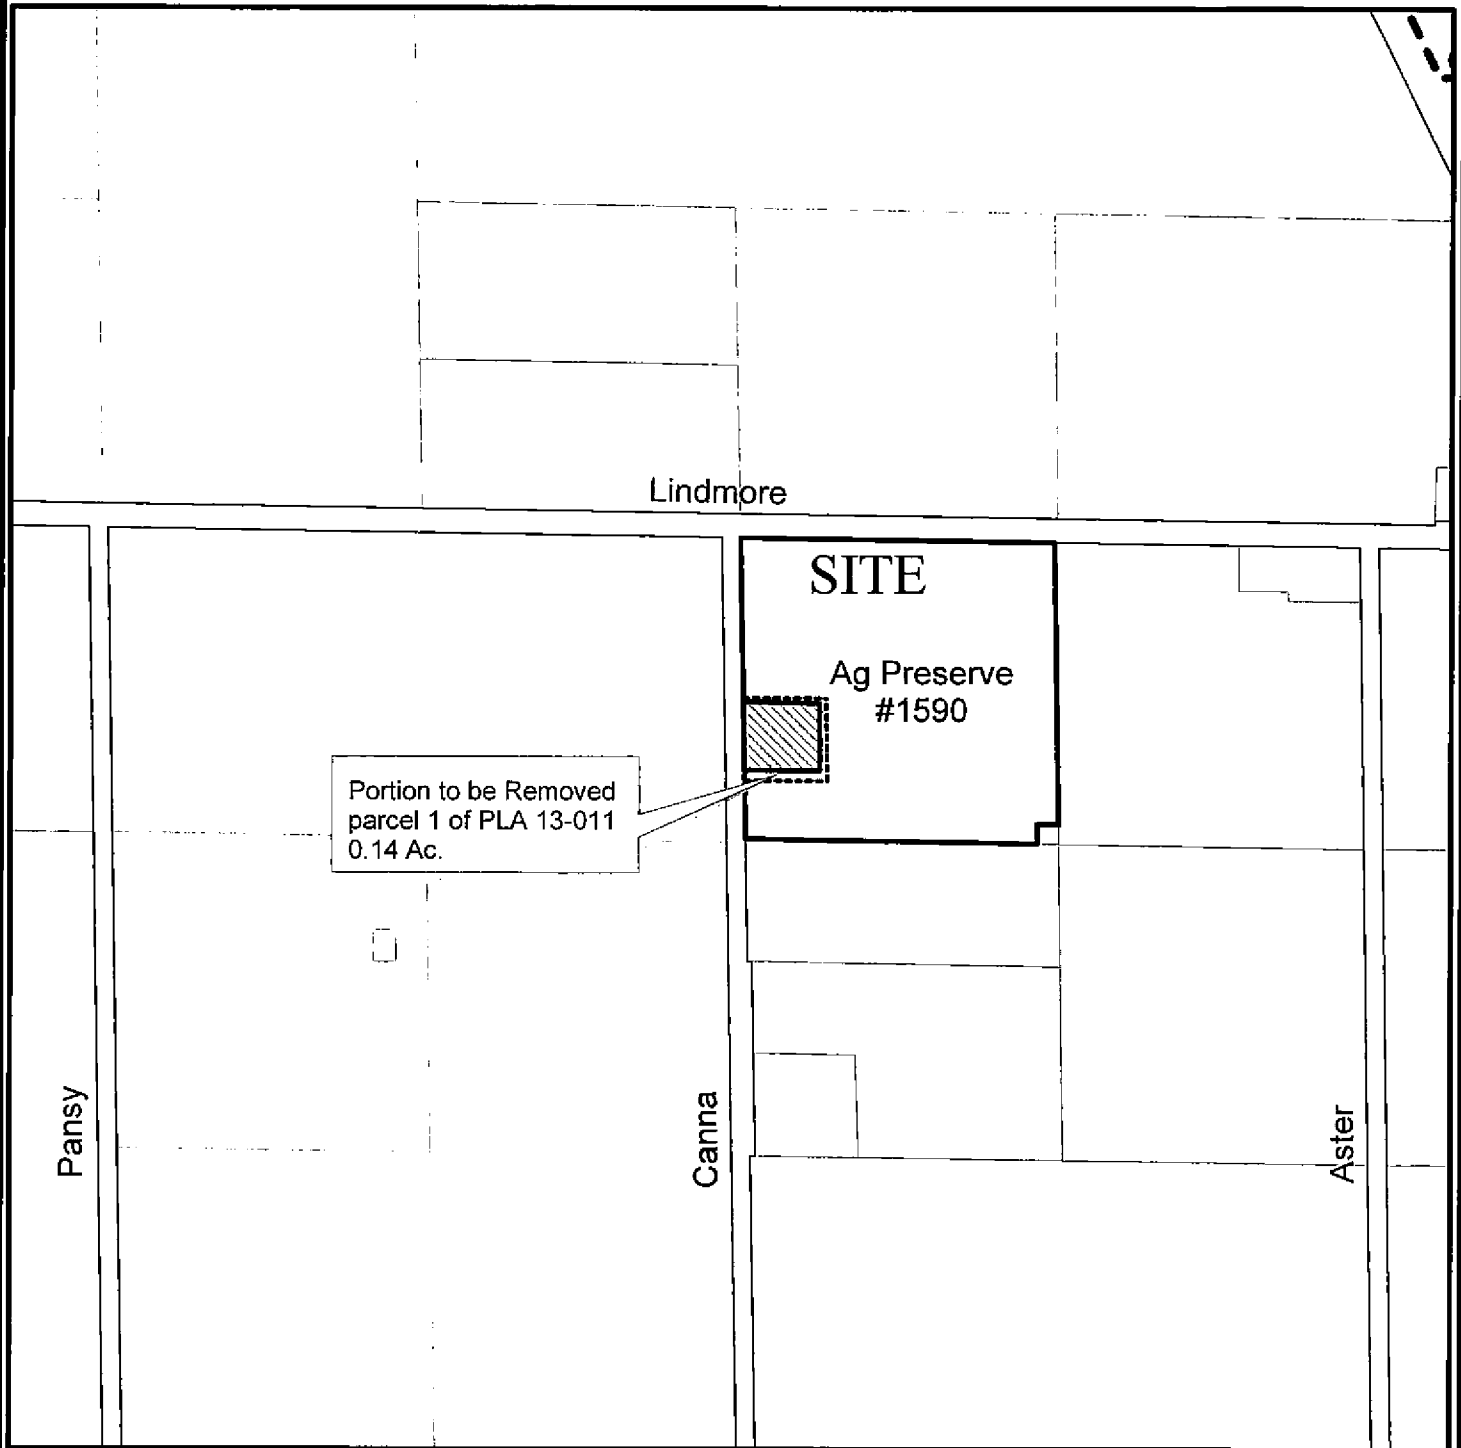 Lindmore
SITE
Ag Preserve
#1590
Portion to be Removed
parcel 1 of PLA 13-011
0.14 Ac.
Pansy
Canna
Aster